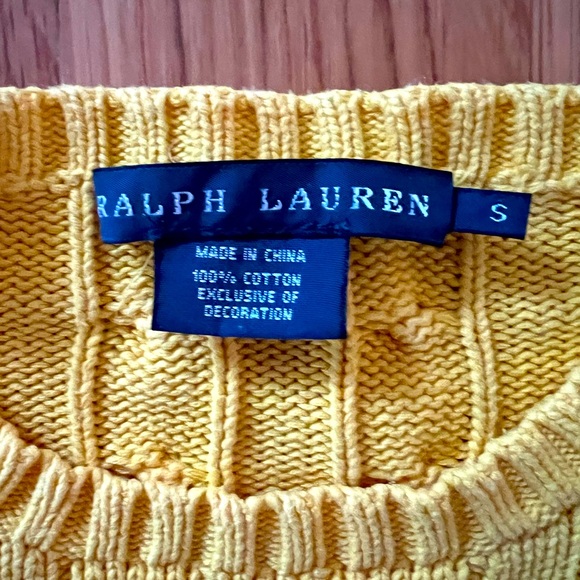 RALPH LAUREN
S
MADE IN CHINA
100% COTTON
EXCLUSIVE OF
DECORATION